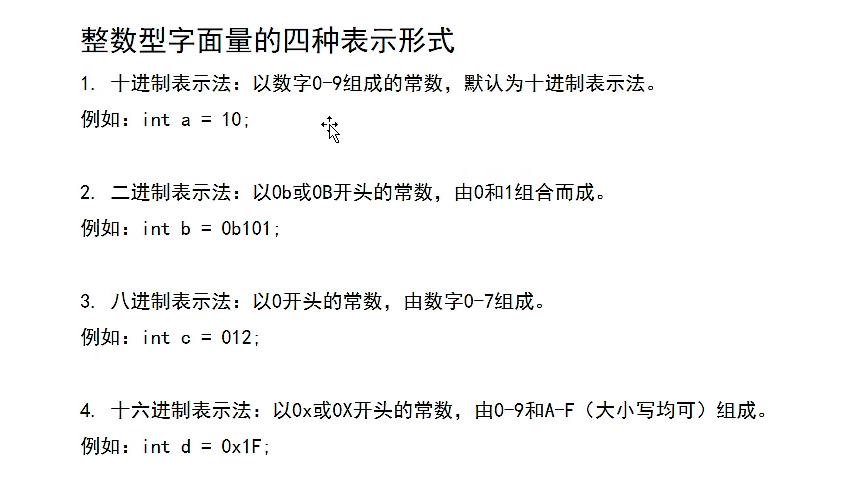 整数型字面量的四种表示形式
1. 十进制表示法：以数字0-9组成的常数，默认为十进制表示法。
例如：int a = 10;
2. 二进制表示法：以0b或0B开头的常数，由0和1组合而成。
例如：int b = 0b101;
3. 八进制表示法：以0开头的常数，由数字0-7组成。
例如：int c = 012;
4. 十六进制表示法：以0x或0X开头的常数，由0-9和A-F（大小写均可）组成。
例如：int d = 0x1F;